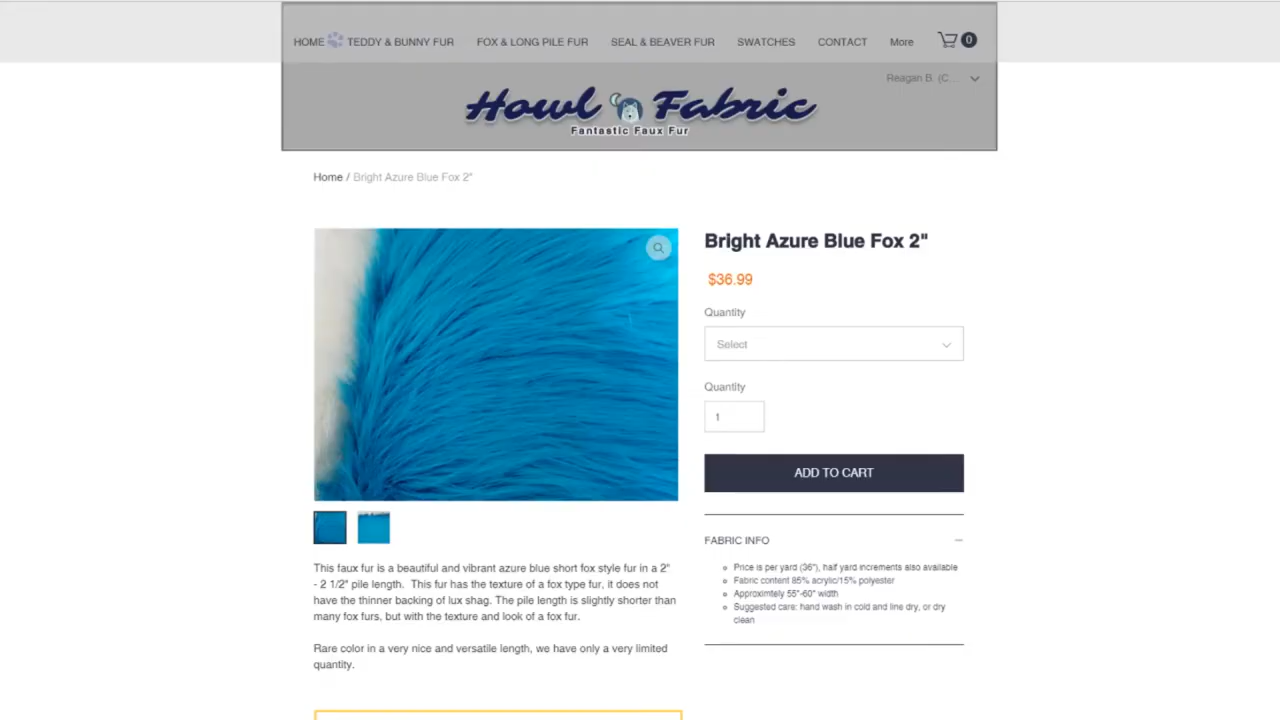 HOME TEDDY & BUNNY FUR FOX & LONG PILE FUR SEAL & BEAVER FUR SWATCHES CONTACT More 0
Reagan B. (C...
Howl Fabric
Fantastic Faux Fur
Home / Bright Azure Blue Fox 2"
Bright Azure Blue Fox 2"
$36.99
Quantity
Select
Quantity
1
ADD TO CART
FABRIC INFO
Price is per yard (36"), half yard increments also available
Fabric content 85% acrylic/15% polyester
Approximtely 55"-60" width
Suggested care: hand wash in cold and line dry, or dry
clean
This faux fur is a beautiful and vibrant azure blue short fox style fur in a 2"
- 2 1/2" pile length. This fur has the texture of a fox type fur, it does not
have the thinner backing of lux shag. The pile length is slightly shorter than
many fox furs, but with the texture and look of a fox fur.
Rare color in a very nice and versatile length, we have only a very limited
quantity.